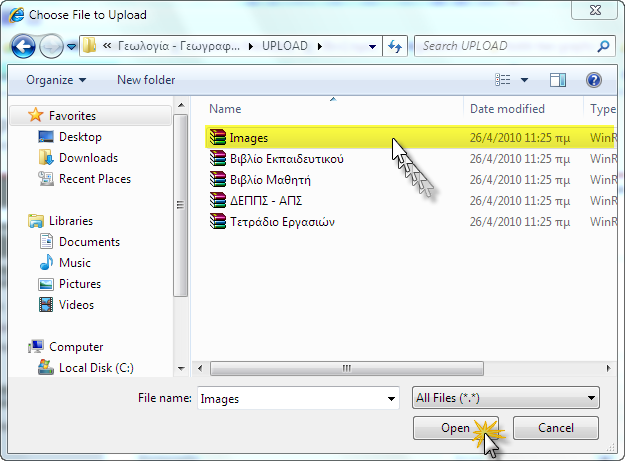 Choose File to Upload
« Γεωλογία - Γεωγραφ... ▸ UPLOAD ▸
Search UPLOAD
Organize New folder
Name Date modified Type
Favorites
Desktop
Downloads
Recent Places
Libraries
Documents
Music
Pictures
Videos
Computer
Local Disk (C:)
Images 26/4/2010 11:25 πμ WinR
Βιβλίο Εκπαιδευτικού 26/4/2010 11:25 πμ WinR
Βιβλίο Μαθητή 26/4/2010 11:25 πμ WinR
ΔΕΠΠΣ - ΑΠΣ 26/4/2010 11:25 πμ WinR
Τετράδιο Εργασιών 26/4/2010 11:25 πμ WinR
File name: Images All Files (*.*)
Open Cancel